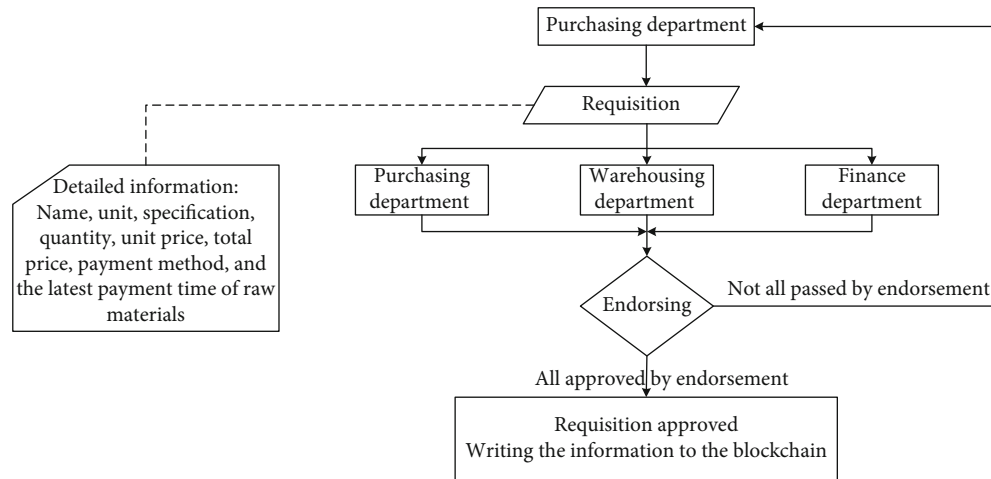 Purchasing department
Requisition
Detailed information:
Name, unit, specification,
quantity, unit price, total
price, payment method, and
the latest payment time of raw
materials
Purchasing
department
Warehousing
department
Finance
department
Endorsing
Not all passed by endorsement
All approved by endorsement
Requisition approved
Writing the information to the blockchain